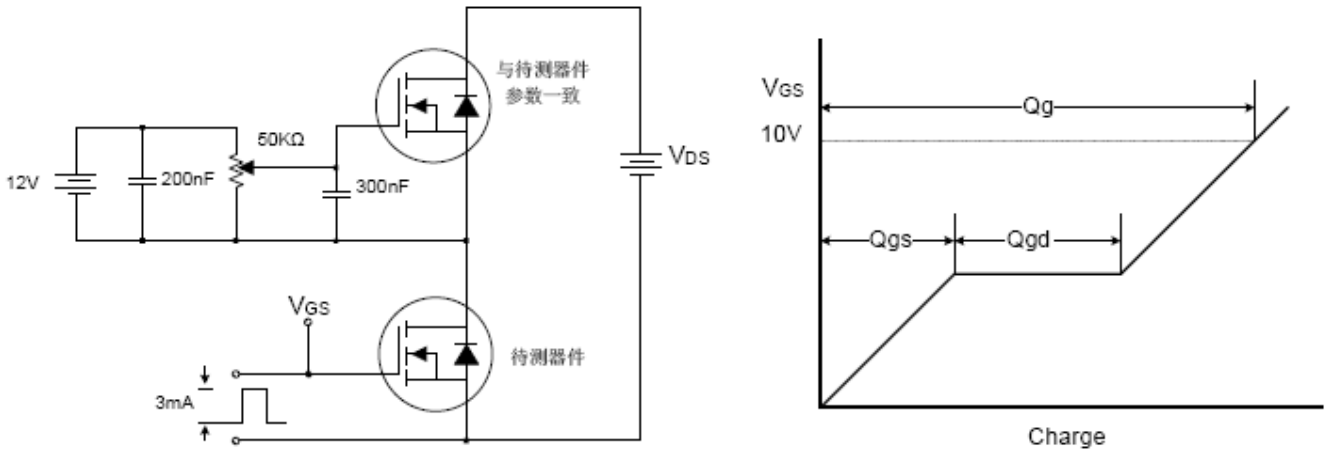 与待测器件
参数一致
50KΩ
12V
200nF
300nF
VDS
VGS
待测器件
3mA
VGS
10V
Qg
Qgs
Qgd
Charge